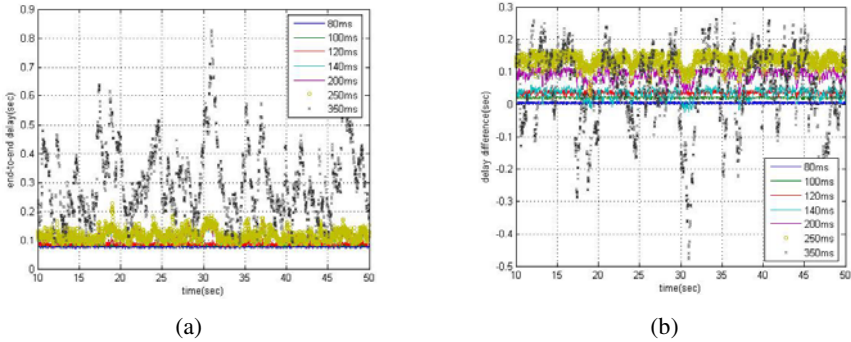 0.9
0.8
0.7
0.6
0.5
0.4
0.3
0.2
0.1
0
end-to-end delay(sec)
80ms
100ms
120ms
140ms
200ms
250ms
350ms
10 15 20 25 30 35 40 45 50
time(sec)
(a)
0.3
0.2
0.1
0
-0.1
-0.2
-0.3
-0.4
-0.5
delay difference(sec)
80ms
100ms
120ms
140ms
200ms
250ms
350ms
10 15 20 25 30 35 40 45 50
time(sec)
(b)